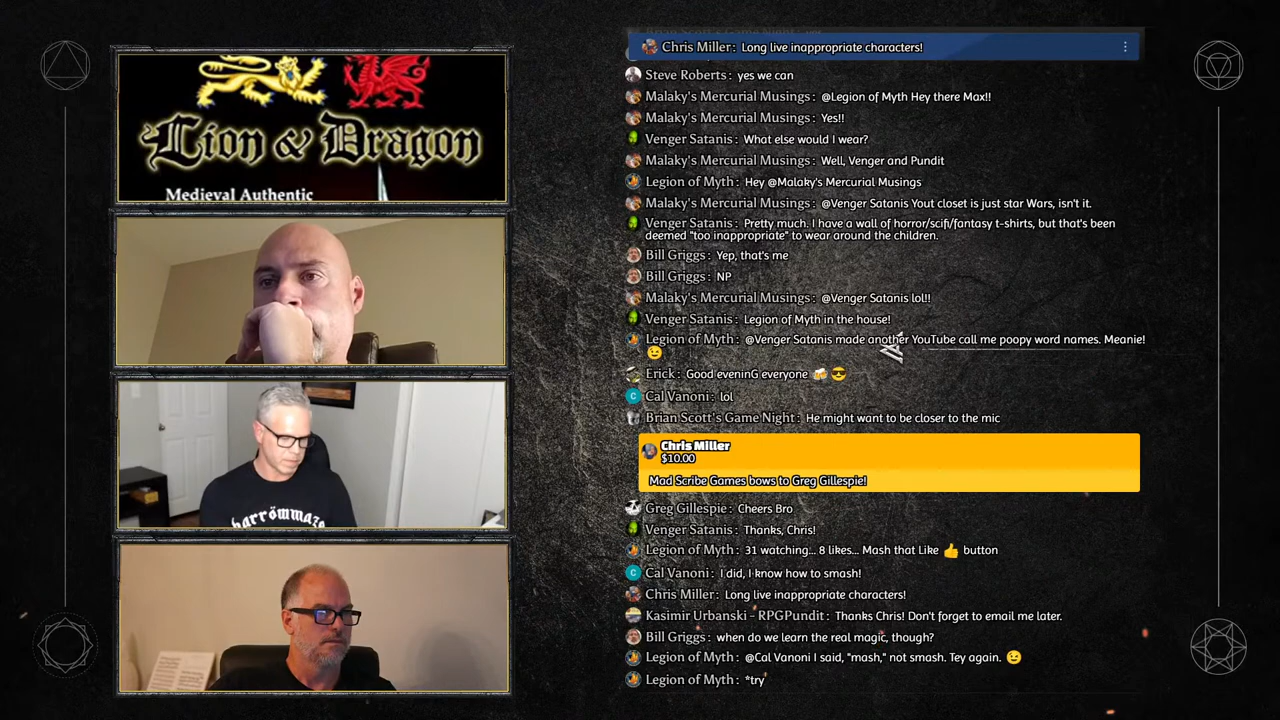 Lion & Dragon
Medieval Authentic
barrömmaze
Chris Miller: Long live inappropriate characters!
Steve Roberts: yes we can
Malaky's Mercurial Musings: @Legion of Myth Hey there Max!!
Malaky's Mercurial Musings: Yes!!
Venger Satanis: What else would I wear?
Malaky's Mercurial Musings: Well, Venger and Pundit
Legion of Myth: Hey @Malaky's Mercurial Musings
Malaky's Mercurial Musings: @Venger Satanis Yout closet is just star Wars, isn't it.
Venger Satanis: Pretty much. I have a wall of horror/scifi/fantasy t-shirts, but that's been
deemed "too inappropriate" to wear around the children.
Bill Griggs: Yep, that's me
Bill Griggs: NP
Malaky's Mercurial Musings: @Venger Satanis lol!!
Venger Satanis: Legion of Myth in the house!
Legion of Myth: @Venger Satanis made another YouTube call me poopy word names. Meanie!
😉
Erick: Good eveninG everyone 🍻 😎
C Cal Vanoni: lol
Brian Scott's Game Night: He might want to be closer to the mic
Chris Miller
$10.00
Mad Scribe Games bows to Greg Gillespie!
Greg Gillespie: Cheers Bro
Venger Satanis: Thanks, Chris!
Legion of Myth: 31 watching... 8 likes... Mash that Like 👍 button
C Cal Vanoni: I did, I know how to smash!
Chris Miller: Long live inappropriate characters!
Kasimir Urbanski - RPGPundit: Thanks Chris! Don't forget to email me later.
Bill Griggs: when do we learn the real magic, though?
Legion of Myth: @Cal Vanoni I said, "mash," not smash. Tey again. 😉
Legion of Myth: *try